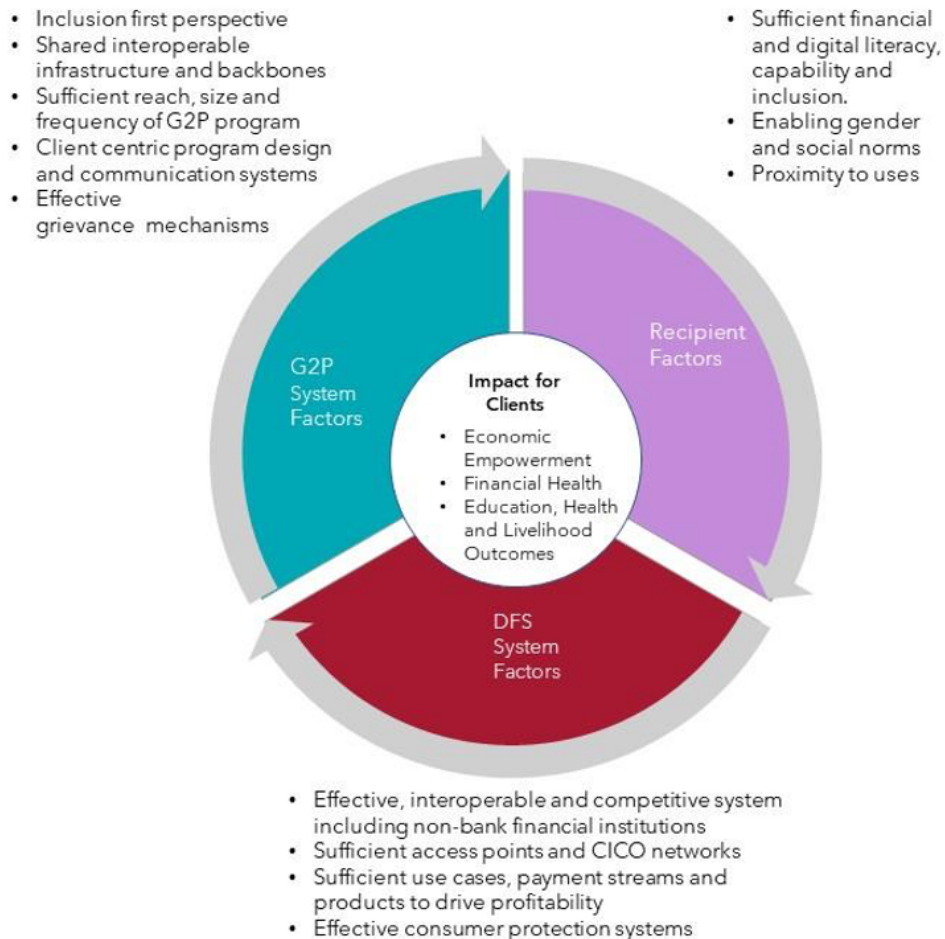 • Inclusion first perspective
• Shared interoperable
infrastructure and backbones
• Sufficient reach, size and
frequency of G2P program
• Client centric program design
and communication systems
• Effective
grievance mechanisms
• Sufficient financial
and digital literacy,
capability and
inclusion.
• Enabling gender
and social norms
• Proximity to uses
G2P
System
Factors
Recipient
Factors
Impact for
Clients
• Economic
Empowerment
• Financial Health
• Education, Health
and Livelihood
Outcomes
DFS
System
Factors
• Effective, interoperable and competitive system
including non-bank financial institutions
• Sufficient access points and CICO networks
• Sufficient use cases, payment streams and
products to drive profitability
• Effective consumer protection systems